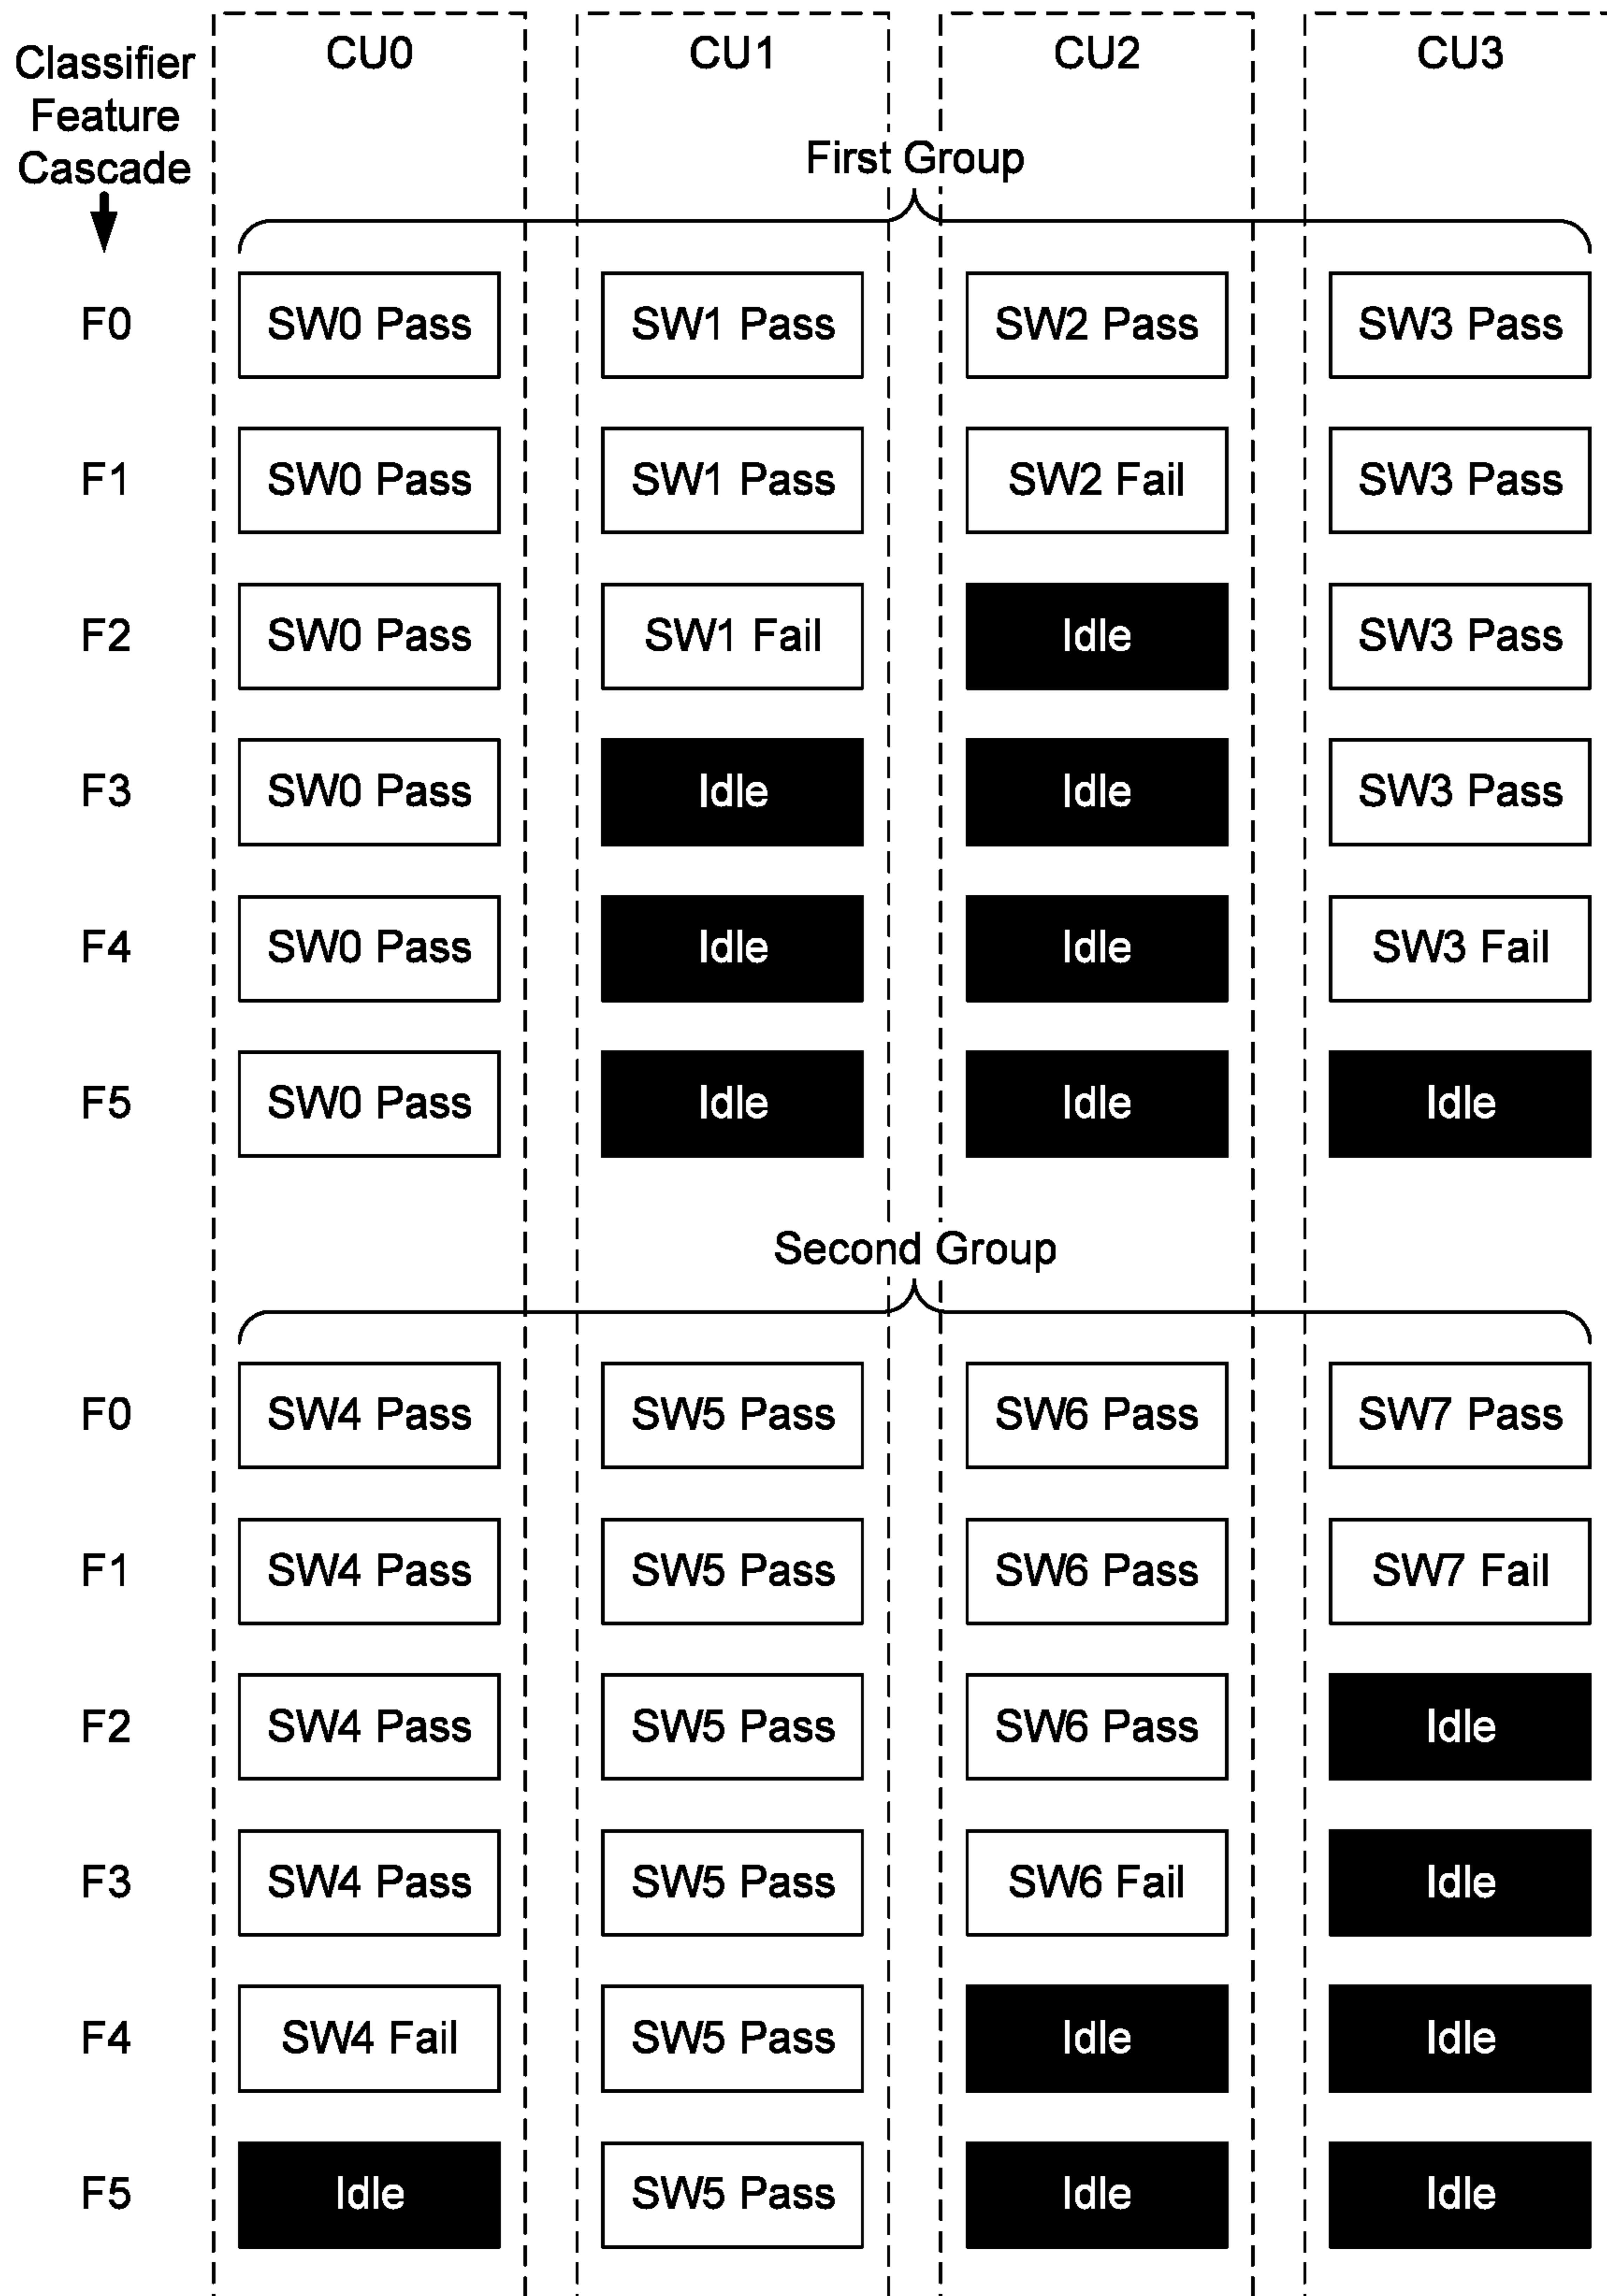 Classifier
Feature
Cascade
CU0 CU1 CU2 CU3
First Group
F0 SW0 Pass SW1 Pass SW2 Pass SW3 Pass
F1 SW0 Pass SW1 Pass SW2 Fail SW3 Pass
F2 SW0 Pass SW1 Fail Idle SW3 Pass
F3 SW0 Pass Idle Idle SW3 Pass
F4 SW0 Pass Idle Idle SW3 Fail
F5 SW0 Pass Idle Idle Idle
Second Group
F0 SW4 Pass SW5 Pass SW6 Pass SW7 Pass
F1 SW4 Pass SW5 Pass SW6 Pass SW7 Fail
F2 SW4 Pass SW5 Pass SW6 Pass Idle
F3 SW4 Pass SW5 Pass SW6 Fail Idle
F4 SW4 Fail SW5 Pass Idle Idle
F5 Idle SW5 Pass Idle Idle